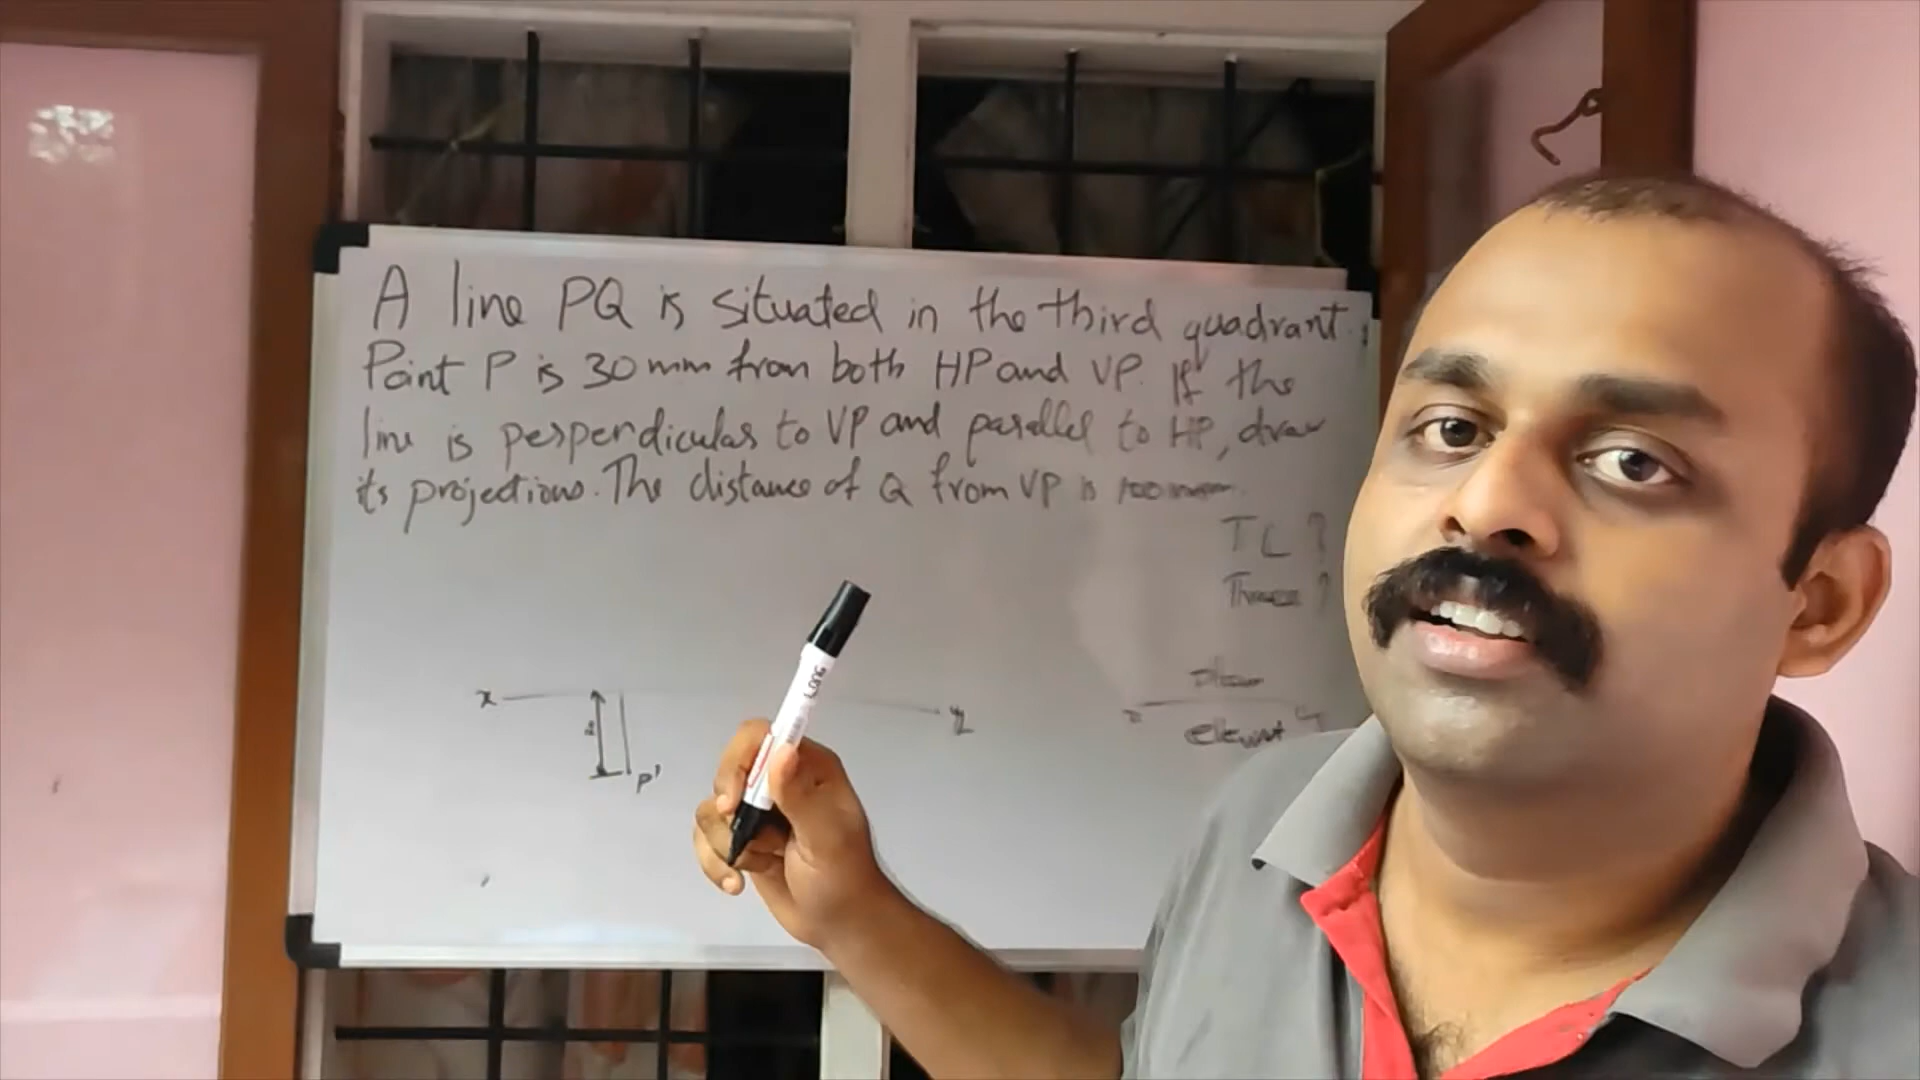 A line PQ is situated in the third quadrant.
Point P is 30 mm from both HP and VP. If the
line is perpendicular to VP and parallel to HP, draw
its projections. The distance of Q from VP is 100 mm.
TL ?
Traces ?
plan
x y
elevat
x y
p'
LONG